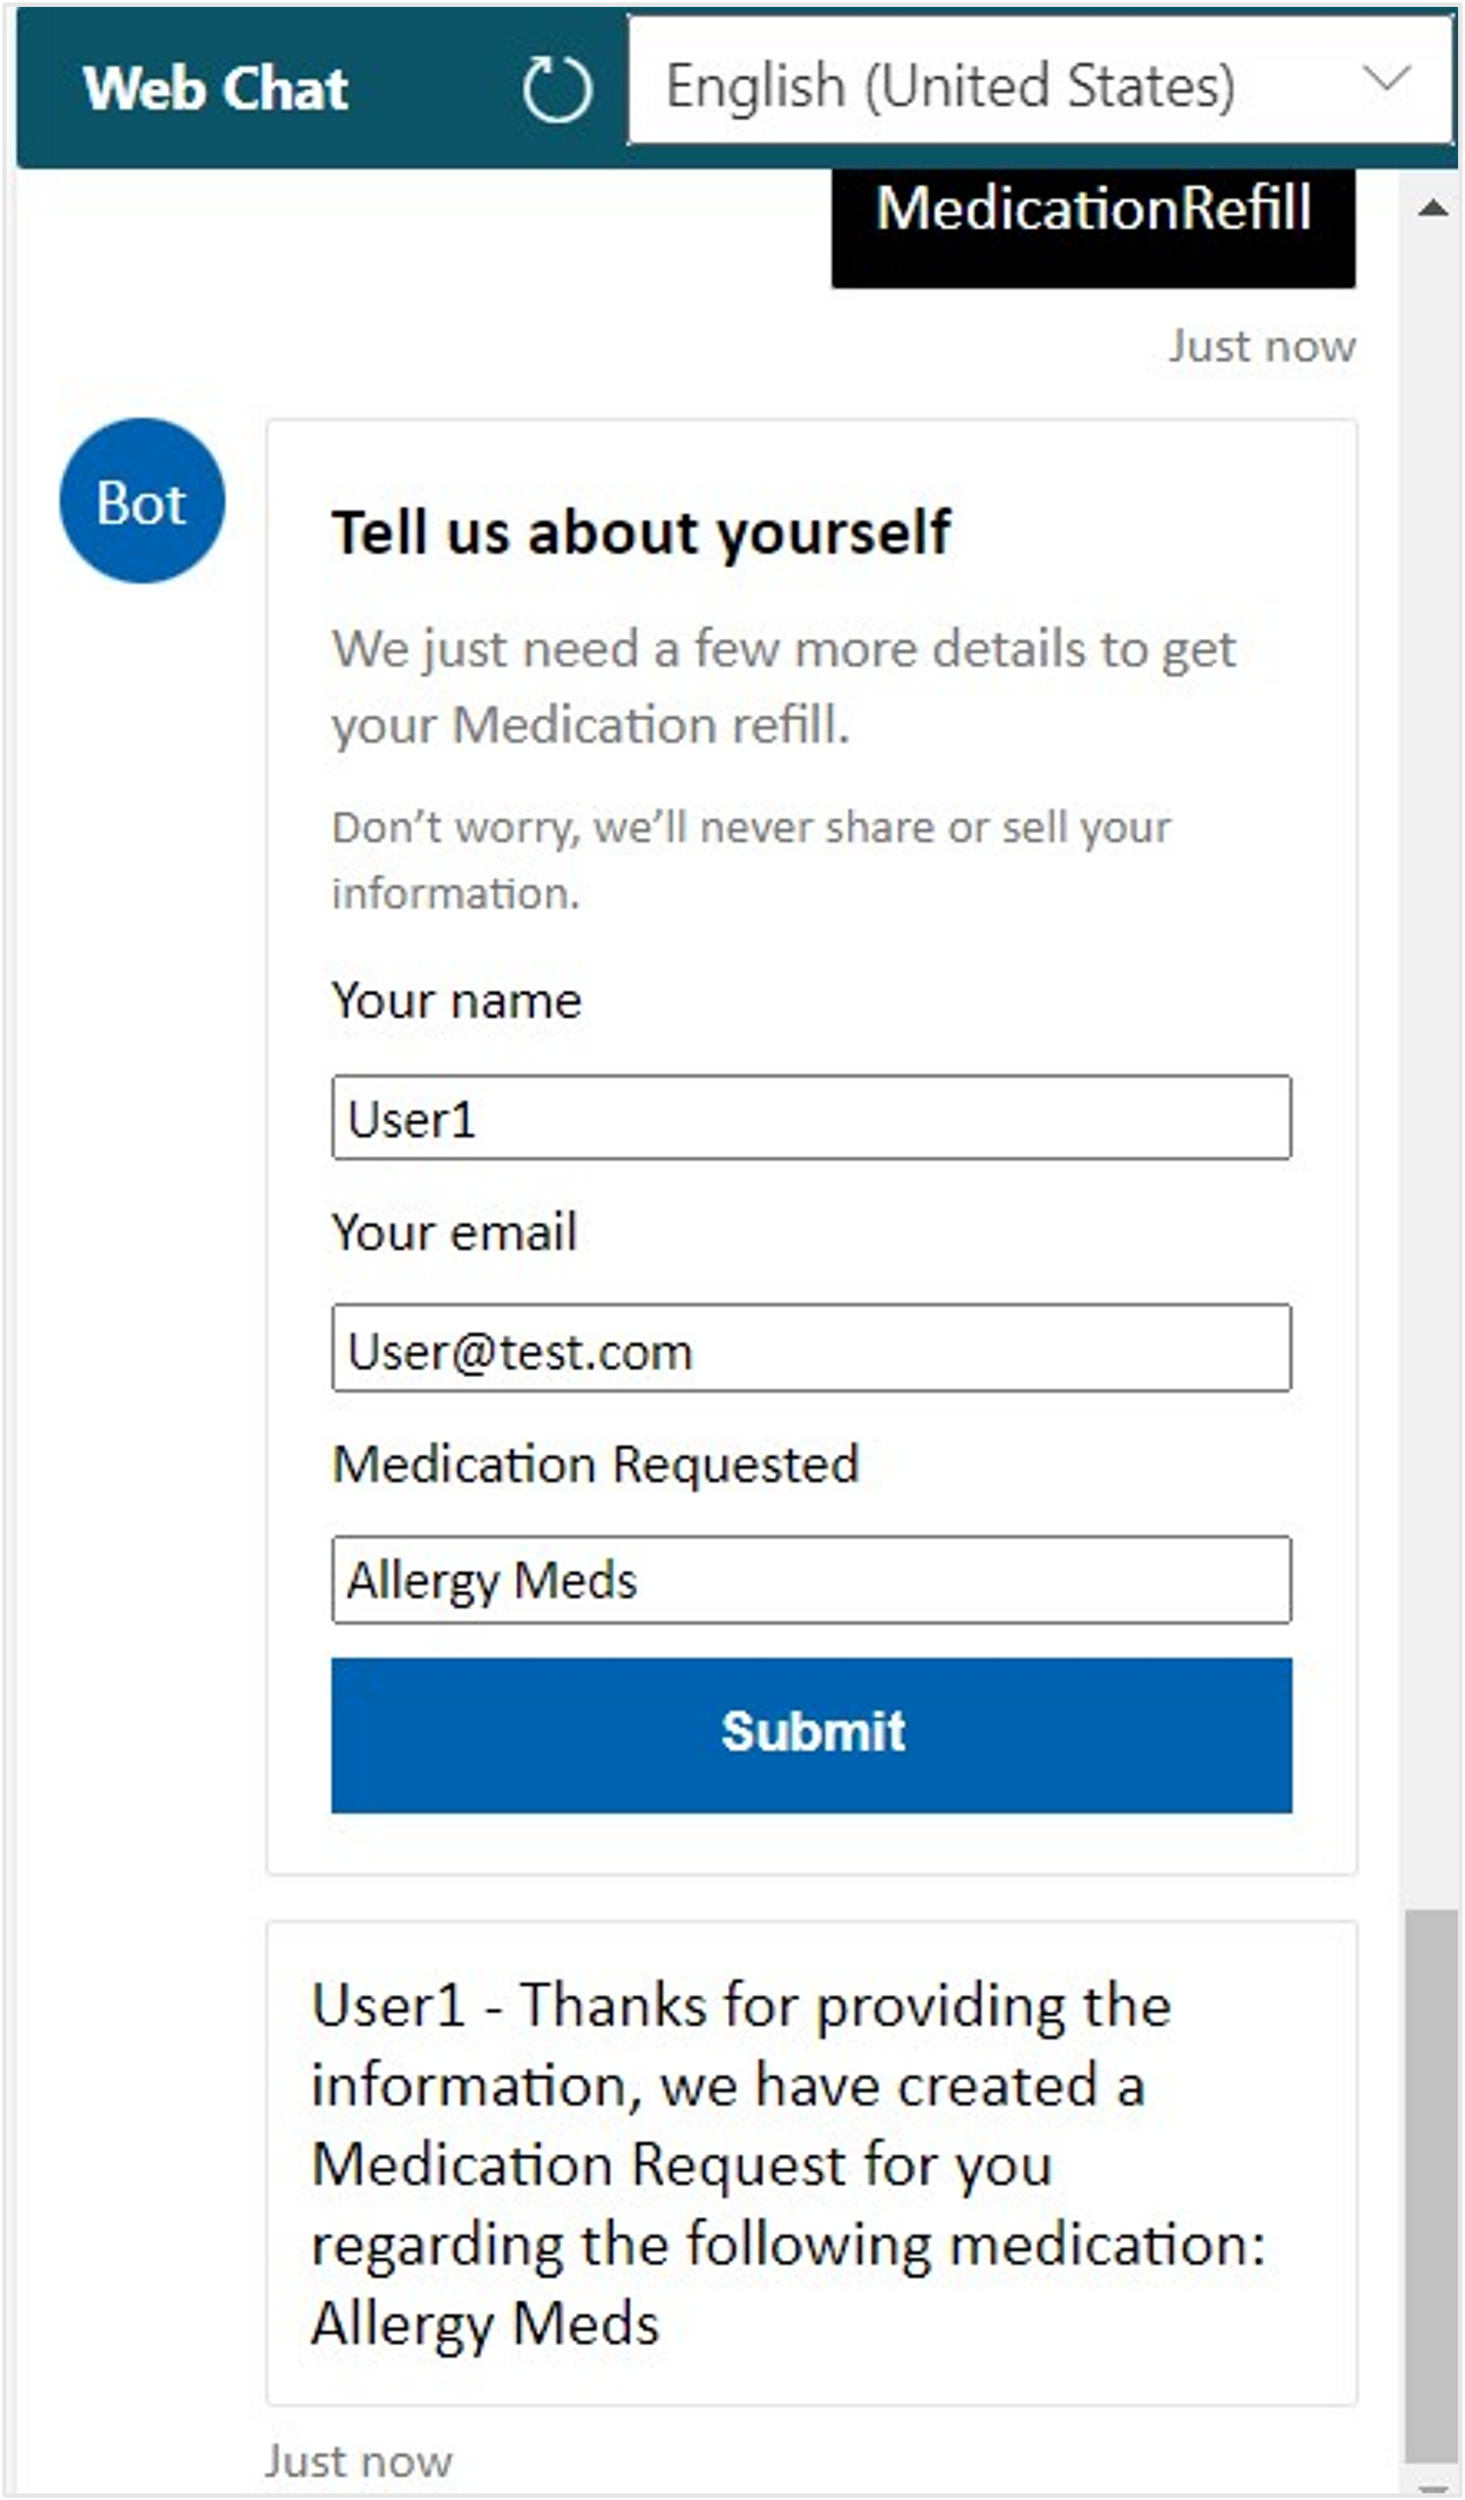 Web Chat
English (United States)
MedicationRefill
Just now
Bot
Tell us about yourself
We just need a few more details to get
your Medication refill.
Don’t worry, we’ll never share or sell your
information.
Your name
User1
Your email
User@test.com
Medication Requested
Allergy Meds
Submit
User1 - Thanks for providing the
information, we have created a
Medication Request for you
regarding the following medication:
Allergy Meds
Just now